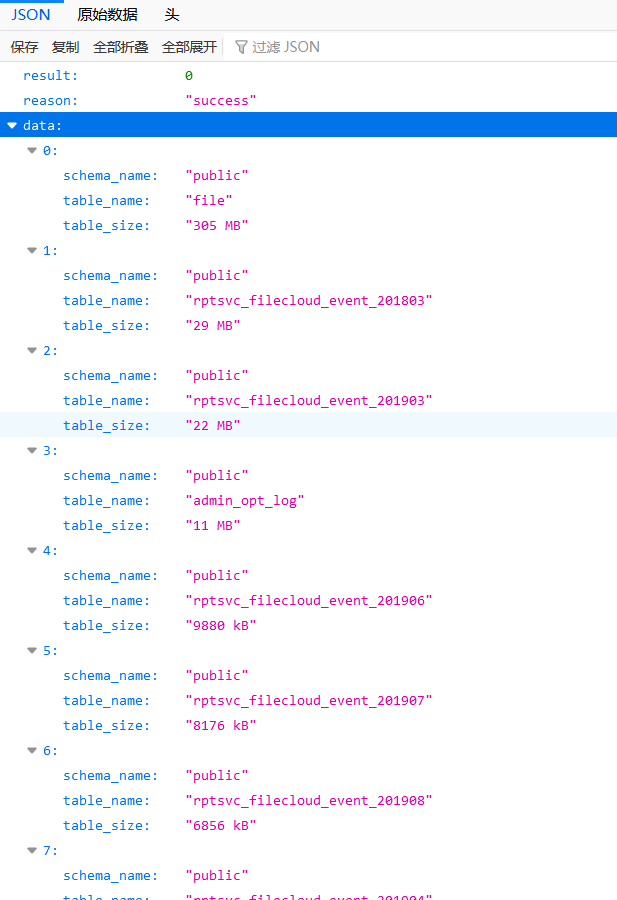 JSON 原始数据 头
保存 复制 全部折叠 全部展开 过滤 JSON
result: 0
reason: "success"
data:
0:
schema_name: "public"
table_name: "file"
table_size: "305 MB"
1:
schema_name: "public"
table_name: "rptsvc_filecloud_event_201803"
table_size: "29 MB"
2:
schema_name: "public"
table_name: "rptsvc_filecloud_event_201903"
table_size: "22 MB"
3:
schema_name: "public"
table_name: "admin_opt_log"
table_size: "11 MB"
4:
schema_name: "public"
table_name: "rptsvc_filecloud_event_201906"
table_size: "9880 kB"
5:
schema_name: "public"
table_name: "rptsvc_filecloud_event_201907"
table_size: "8176 kB"
6:
schema_name: "public"
table_name: "rptsvc_filecloud_event_201908"
table_size: "6856 kB"
7:
schema_name: "public"
table_name: "rptsvc_filecloud_event_201904"